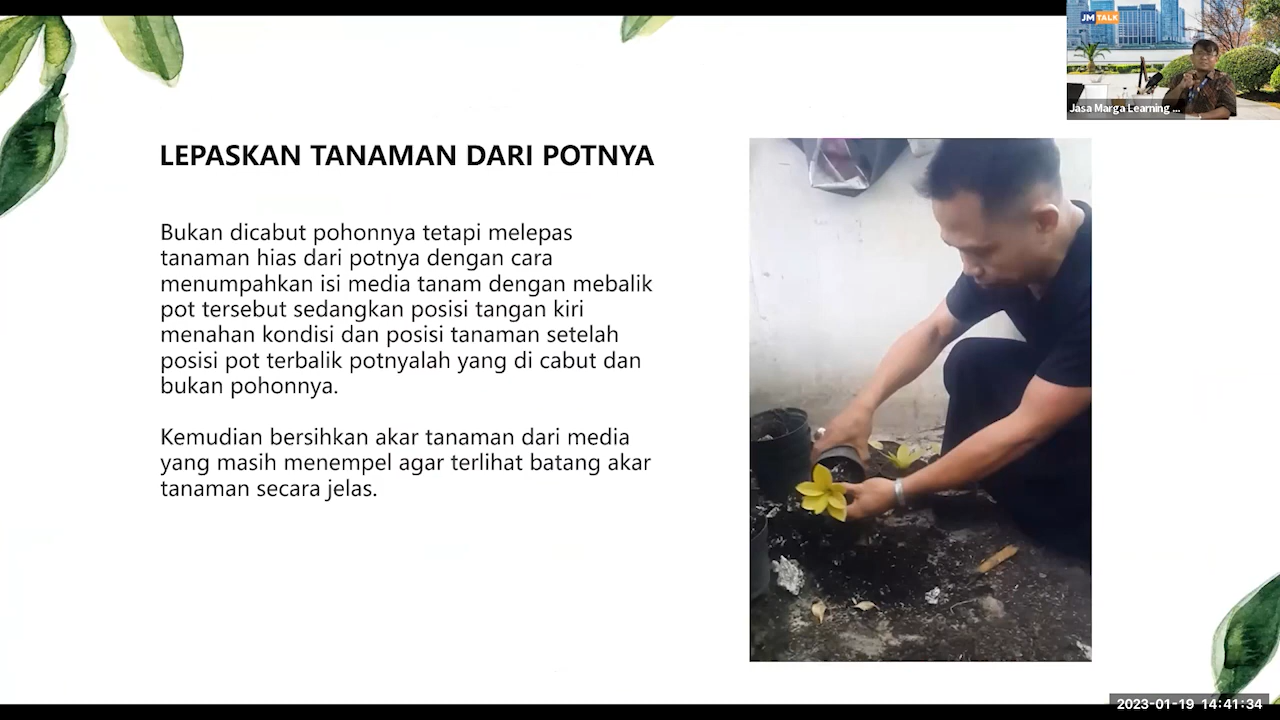 JM TALK
Jasa Marga Learning ...
LEPASKAN TANAMAN DARI POTNYA
Bukan dicabut pohonnya tetapi melepas
tanaman hias dari potnya dengan cara
menumpahkan isi media tanam dengan mebalik
pot tersebut sedangkan posisi tangan kiri
menahan kondisi dan posisi tanaman setelah
posisi pot terbalik potnyalah yang di cabut dan
bukan pohonnya.
Kemudian bersihkan akar tanaman dari media
yang masih menempel agar terlihat batang akar
tanaman secara jelas.
2023-01-19 14:41:34